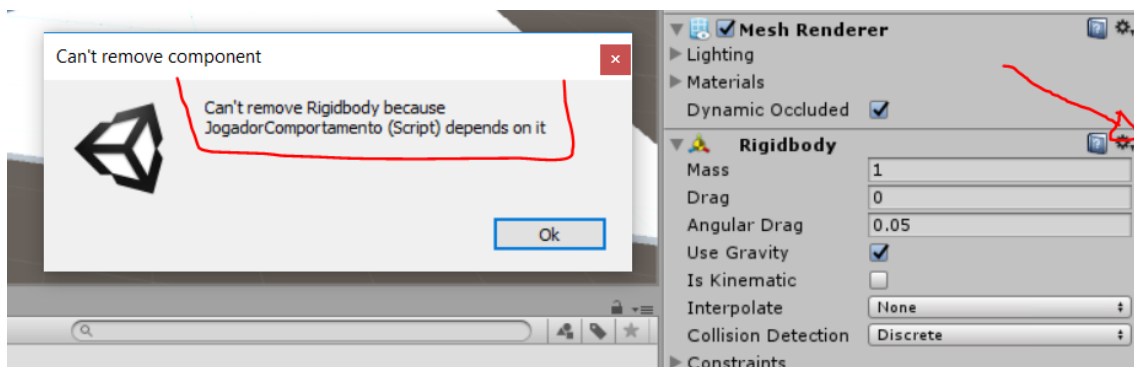 Can't remove component
Can't remove Rigidbody because
JogadorComportamento (Script) depends on it
Ok
Mesh Renderer
Lighting
Materials
Dynamic Occluded
Rigidbody
Mass 1
Drag 0
Angular Drag 0.05
Use Gravity
Is Kinematic
Interpolate None
Collision Detection Discrete
Constraints